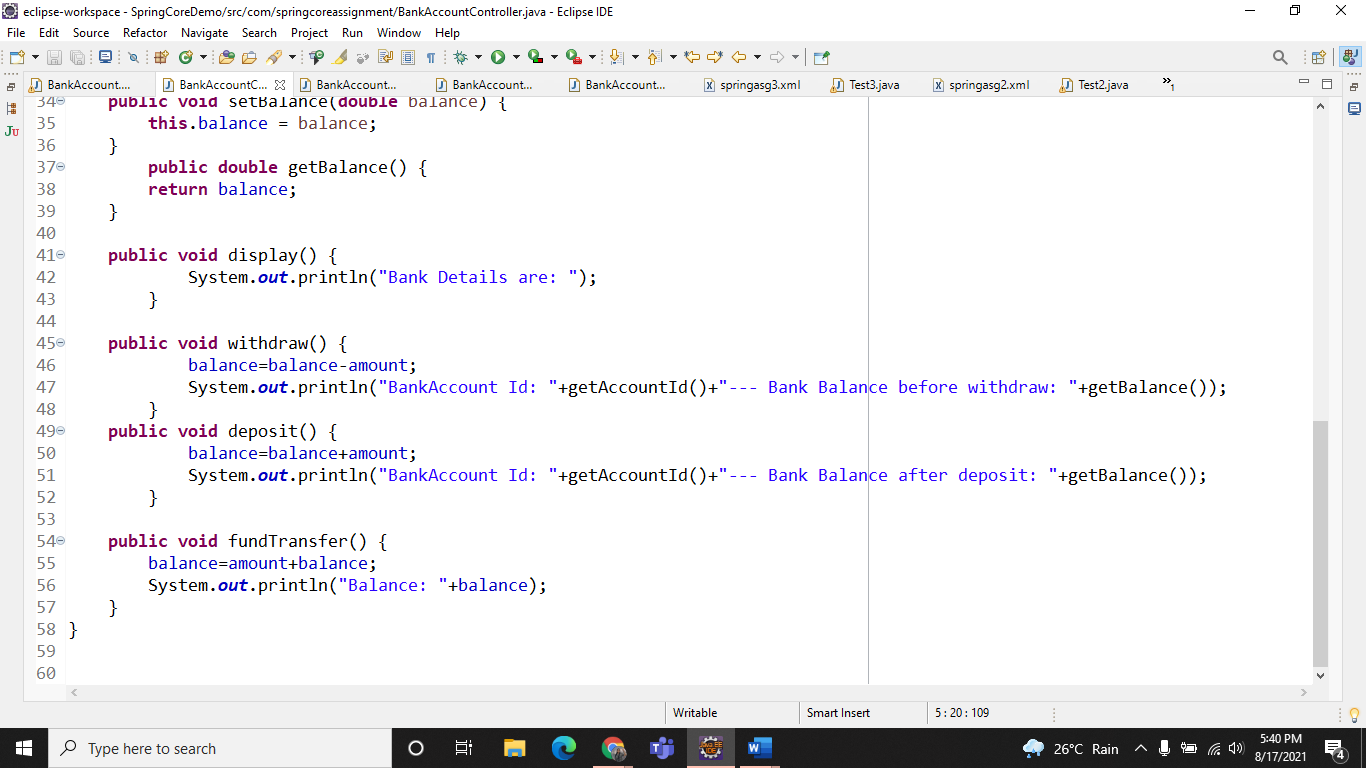 eclipse-workspace - SpringCoreDemo/src/com/springcoreassignment/BankAccountController.java - Eclipse IDE
File Edit Source Refactor Navigate Search Project Run Window Help
BankAccount.... BankAccountC... BankAccount... BankAccount... BankAccount... springasg3.xml Test3.java springasg2.xml Test2.java »1
34 public void setBalance(double balance) {
35 this.balance = balance;
36 }
37 public double getBalance() {
38 return balance;
39 }
40
41 public void display() {
42 System.out.println("Bank Details are: ");
43 }
44
45 public void withdraw() {
46 balance=balance-amount;
47 System.out.println("BankAccount Id: "+getAccountId()+"--- Bank Balance before withdraw: "+getBalance());
48 }
49 public void deposit() {
50 balance=balance+amount;
51 System.out.println("BankAccount Id: "+getAccountId()+"--- Bank Balance after deposit: "+getBalance());
52 }
53
54 public void fundTransfer() {
55 balance=amount+balance;
56 System.out.println("Balance: "+balance);
57 }
58 }
59
60
Writable Smart Insert 5 : 20 : 109
Type here to search
26°C Rain
5:40 PM
8/17/2021
4